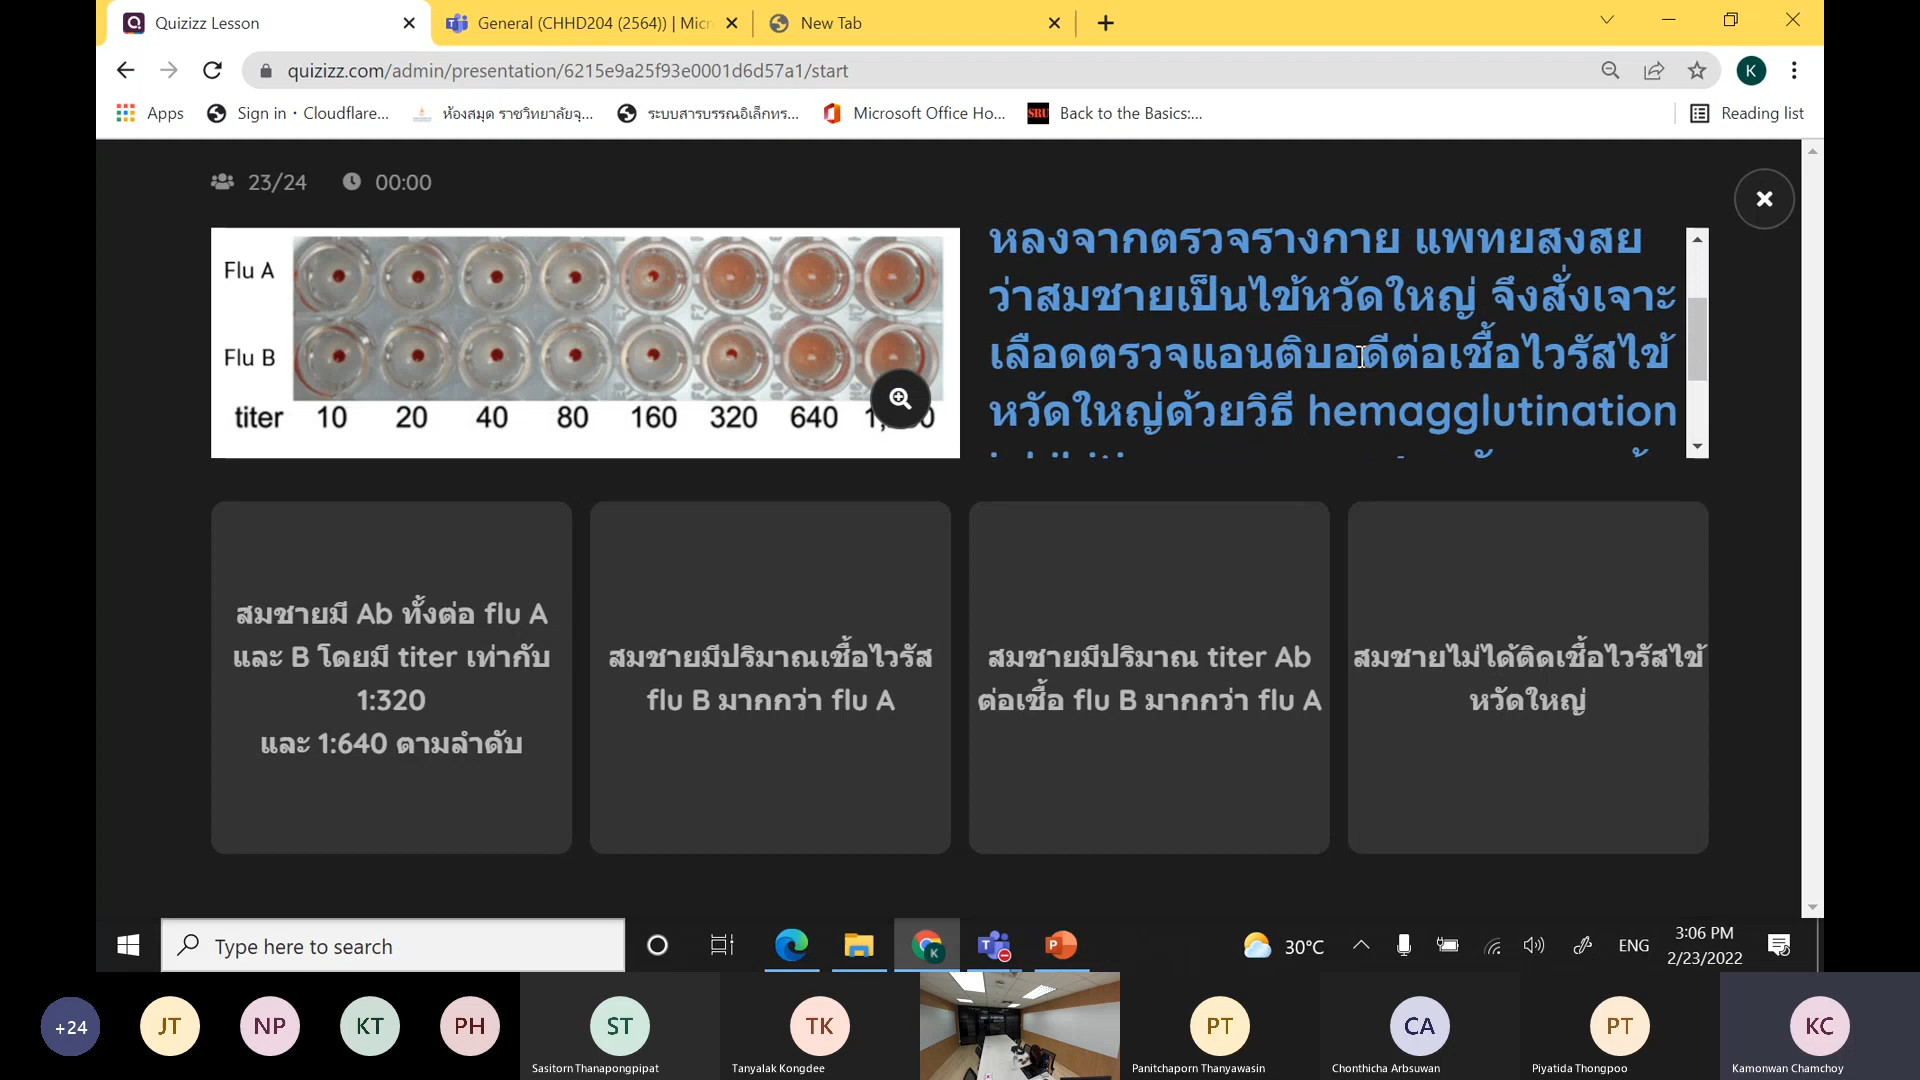 Quizizz Lesson
General (CHHD204 (2564)) | Micr
New Tab
quizizz.com/admin/presentation/6215e9a25f93e0001d6d57a1/start
K
Apps
Sign in · Cloudflare...
ห้องสมุด ราชวิทยาลัยจุ...
ระบบสารบรรณอิเล็กทร...
Microsoft Office Ho...
SRU
Back to the Basics:...
Reading list
23/24
00:00
Flu A
Flu B
titer 10 20 40 80 160 320 640
หลังจากตรวจร่างกาย แพทย์สงสัย
ว่าสมชายเป็นไข้หวัดใหญ่ จึงสั่งเจาะ
เลือดตรวจแอนติบอดีต่อเชื้อไวรัสไข้
หวัดใหญ่ด้วยวิธี hemagglutination
สมชายมี Ab ทั้งต่อ flu A
และ B โดยมี titer เท่ากับ
1:320
และ 1:640 ตามลำดับ
สมชายมีปริมาณเชื้อไวรัส
flu B มากกว่า flu A
สมชายมีปริมาณ titer Ab
ต่อเชื้อ flu B มากกว่า flu A
สมชายไม่ได้ติดเชื้อไวรัสไข้
หวัดใหญ่
Type here to search
30°C
ENG
3:06 PM
2/23/2022
+24
JT
NP
KT
PH
ST
Sasitorn Thanapongpipat
TK
Tanyalak Kongdee
PT
Panitchaporn Thanyawasin
CA
Chonthicha Arbsuwan
PT
Piyatida Thongpoo
KC
Kamonwan Chamchoy